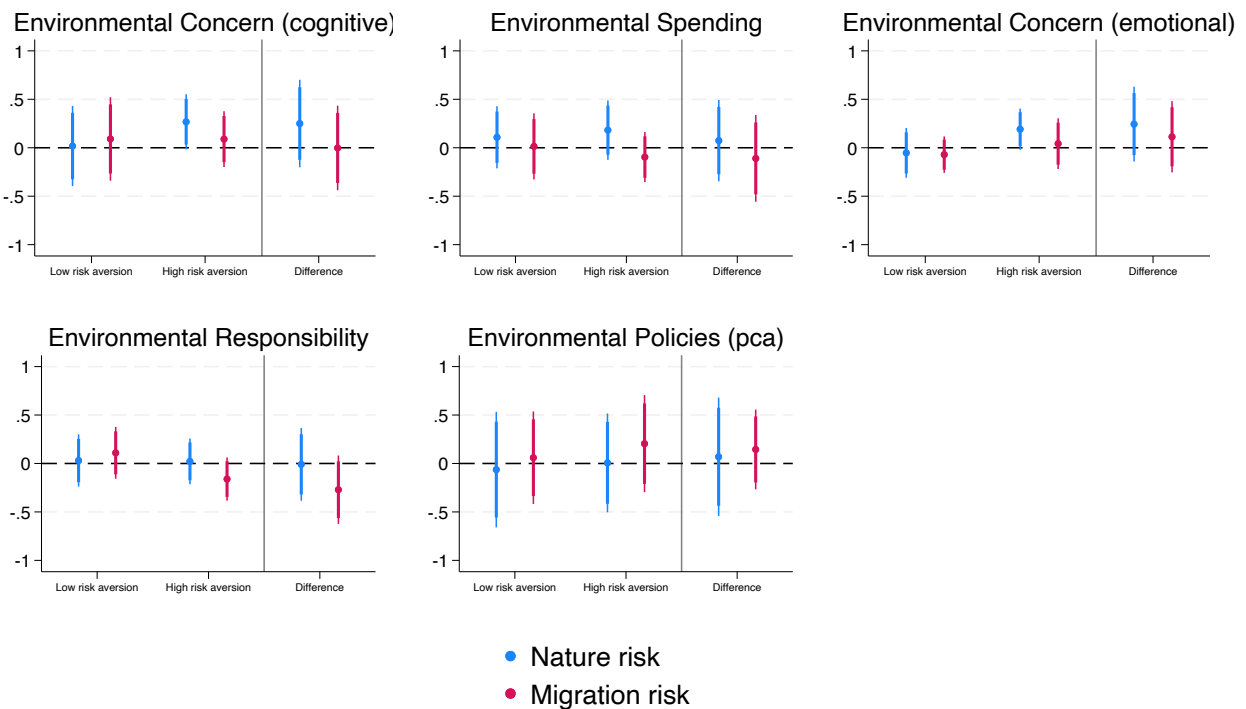 Environmental Concern (cognitive)
1
.5
0
-.5
-1
Low risk aversion High risk aversion Difference
Environmental Spending
1
.5
0
-.5
-1
Low risk aversion High risk aversion Difference
Environmental Concern (emotional)
1
.5
0
-.5
-1
Low risk aversion High risk aversion Difference
Environmental Responsibility
1
.5
0
-.5
-1
Low risk aversion High risk aversion Difference
Environmental Policies (pca)
1
.5
0
-.5
-1
Low risk aversion High risk aversion Difference
Nature risk
Migration risk